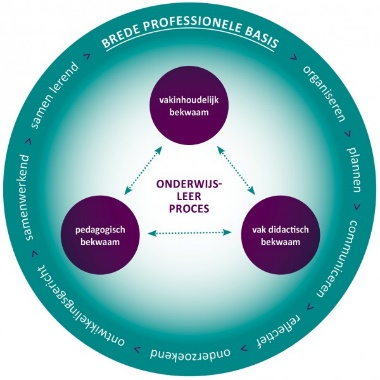 BREDE PROFESSIONELE BASIS
> organiseren > plannen > communiceren > reflectief > onderzoekend > ontwikkelingsgericht > samenwerkend > samen lerend >
vakinhoudelijk
bekwaam
ONDERWIJS-
LEER
PROCES
pedagogisch
bekwaam
vak didactisch
bekwaam